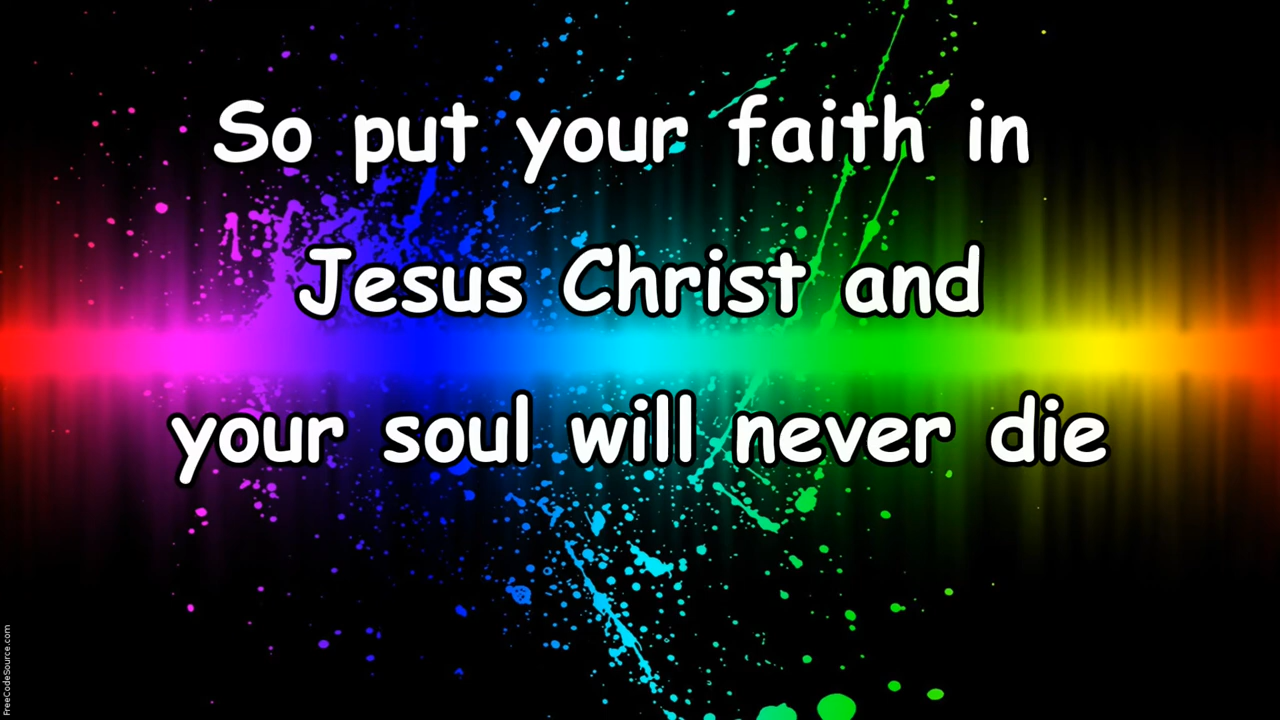 So put your faith in
Jesus Christ and
your soul will never die
FreeCodeSource.com